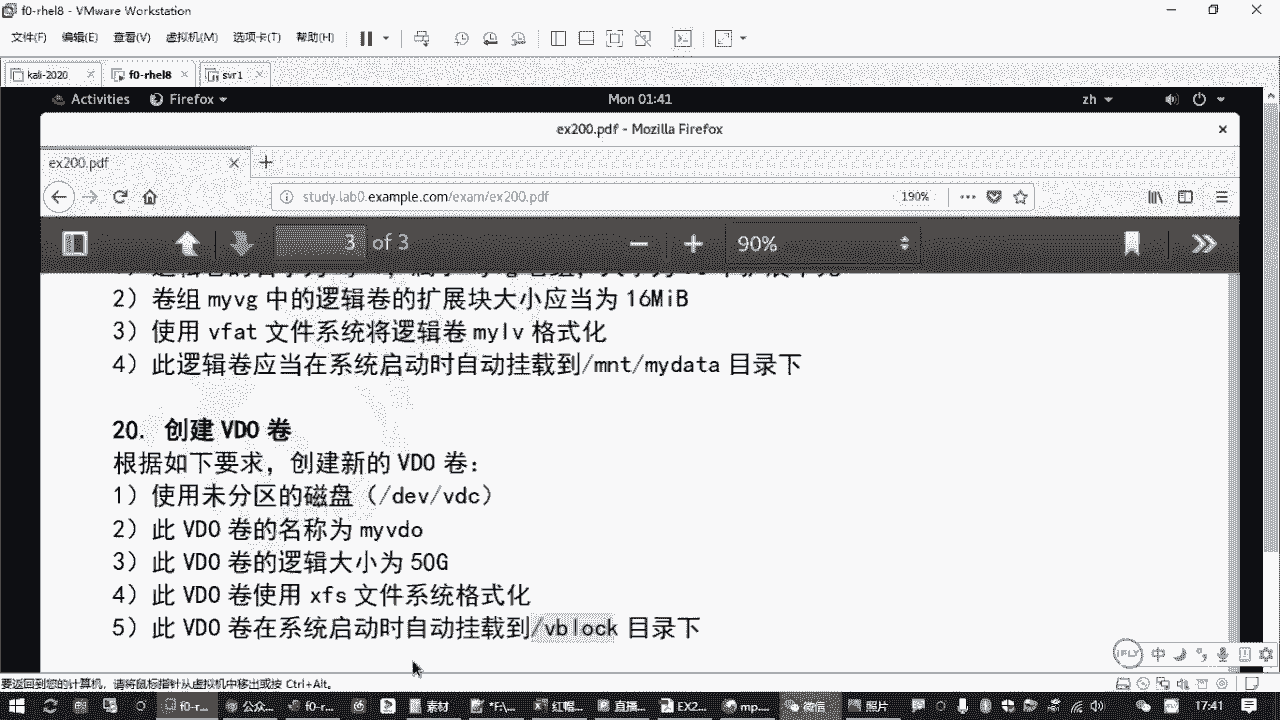 f0-rhel8 - VMware Workstation
文件(F) 编辑(E) 查看(V) 虚拟机(M) 选项卡(T) 帮助(H)
kali-2020 f0-rhel8 svr1
Activities Firefox Mon 01:41 zh
ex200.pdf - Mozilla Firefox
ex200.pdf
study.lab0.example.com/exam/ex200.pdf 190%
3 of 3 90%
2）卷组 myvg 中的逻辑卷的扩展块大小应当为 16MiB
3）使用 vfat 文件系统将逻辑卷 mylv 格式化
4）此逻辑卷应当在系统启动时自动挂载到/mnt/mydata 目录下
20. 创建 VDO 卷
根据如下要求，创建新的 VDO 卷：
1）使用未分区的磁盘（/dev/vdc）
2）此 VDO 卷的名称为 myvdo
3）此 VDO 卷的逻辑大小为 50G
4）此 VDO 卷使用 xfs 文件系统格式化
5）此 VDO 卷在系统启动时自动挂载到/vblock 目录下
iFLY 中
要返回到您的计算机，请将鼠标指针从虚拟机中移出或按 Ctrl+Alt。
f0-r... 公众... f0-r... 素材 *F:\... 红帽... 直播... EX2... mp.... 微信 照片 17:41